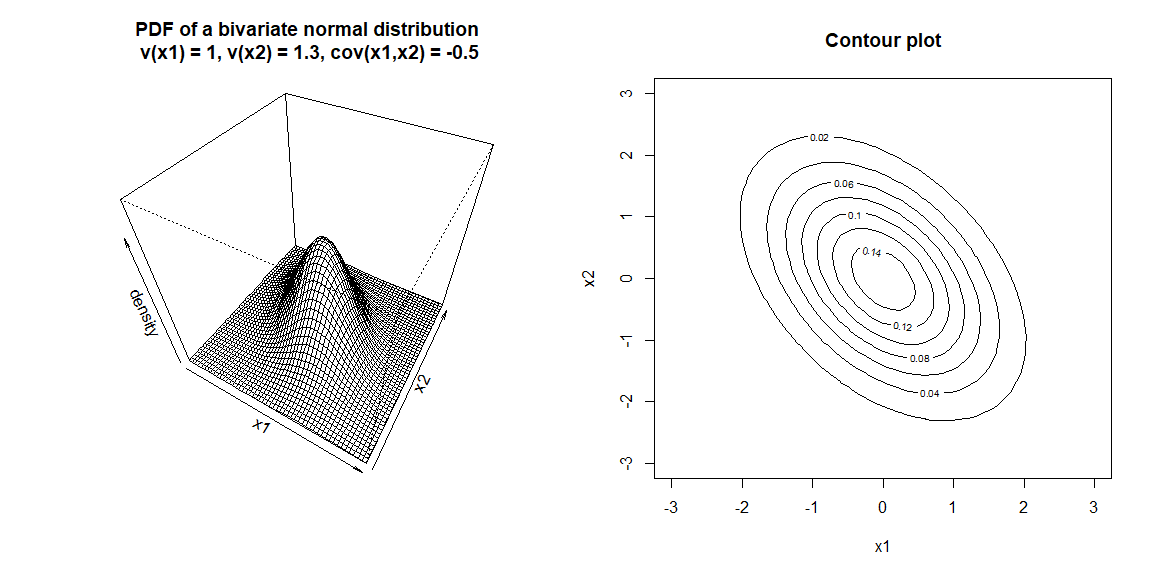 PDF of a bivariate normal distribution
v(x1) = 1, v(x2) = 1.3, cov(x1,x2) = -0.5
density
x1
x2
Contour plot
3
2
1
0
-1
-2
-3
x2
0.02
0.06
0.1
0.14
0.12
0.08
0.04
-3 -2 -1 0 1 2 3
x1